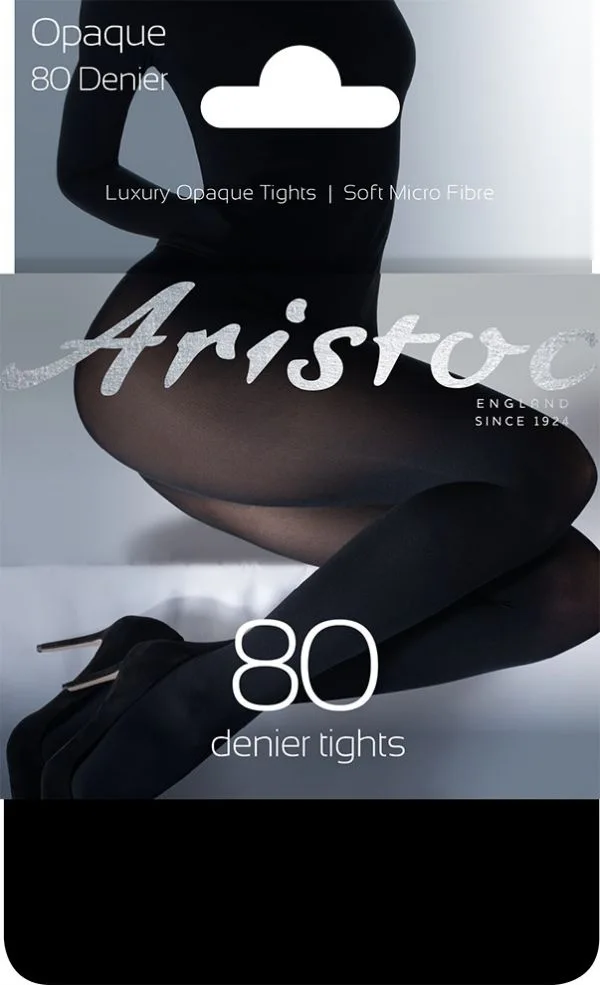 Opaque
80 Denier
Luxury Opaque Tights | Soft Micro Fibre
Aristoc
ENGLAND
SINCE 1924
80
denier tights